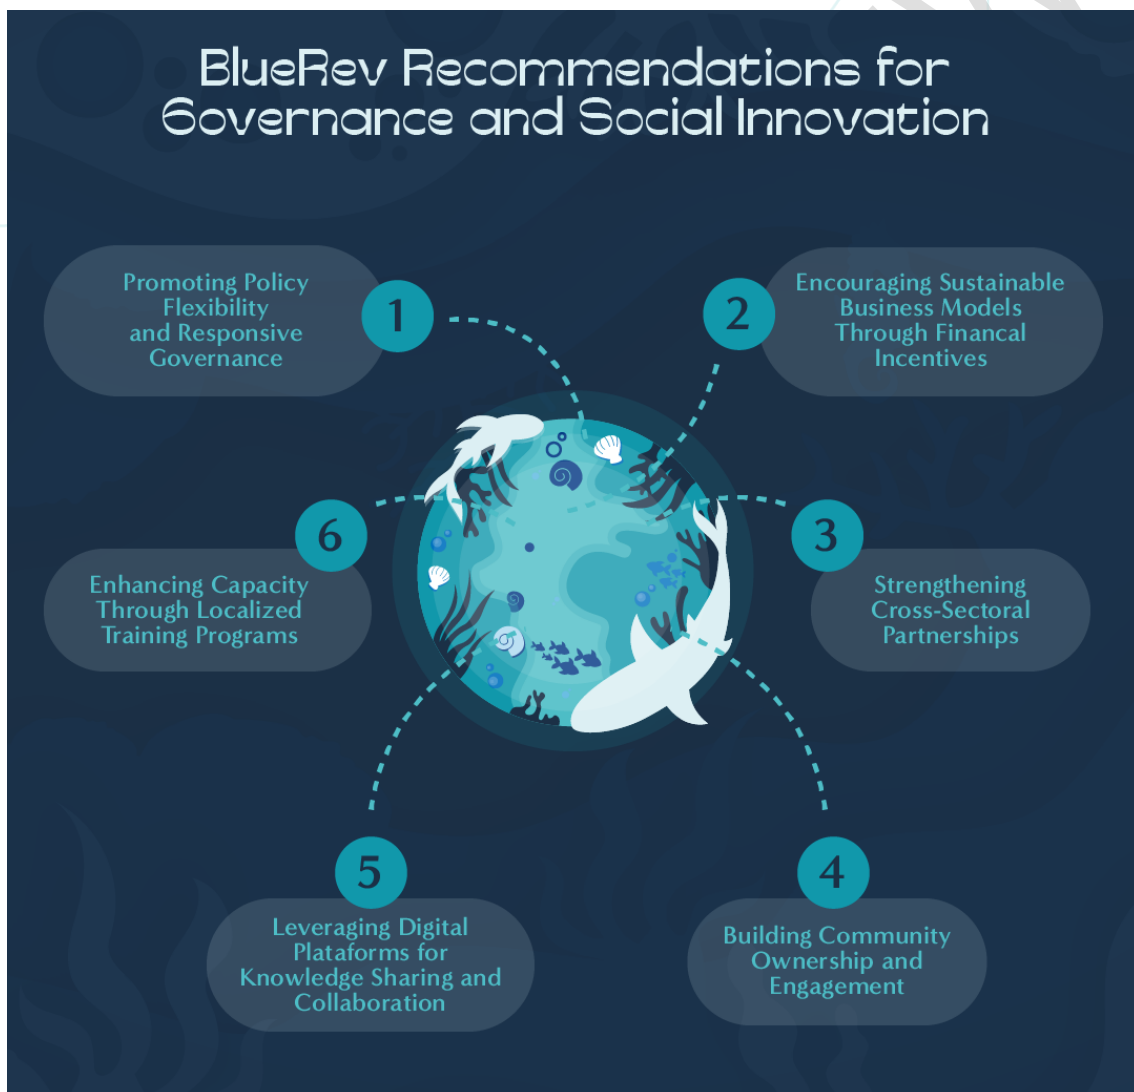 BlueRev Recommendations for
Governance and Social Innovation
1
Promoting Policy
Flexibility
and Responsive
Governance
2
Encouraging Sustainable
Business Models
Through Financal
Incentives
3
Strengthening
Cross-Sectoral
Partnerships
4
Building Community
Ownership and
Engagement
5
Leveraging Digital
Plataforms for
Knowledge Sharing and
Collaboration
6
Enhancing Capacity
Through Localized
Training Programs